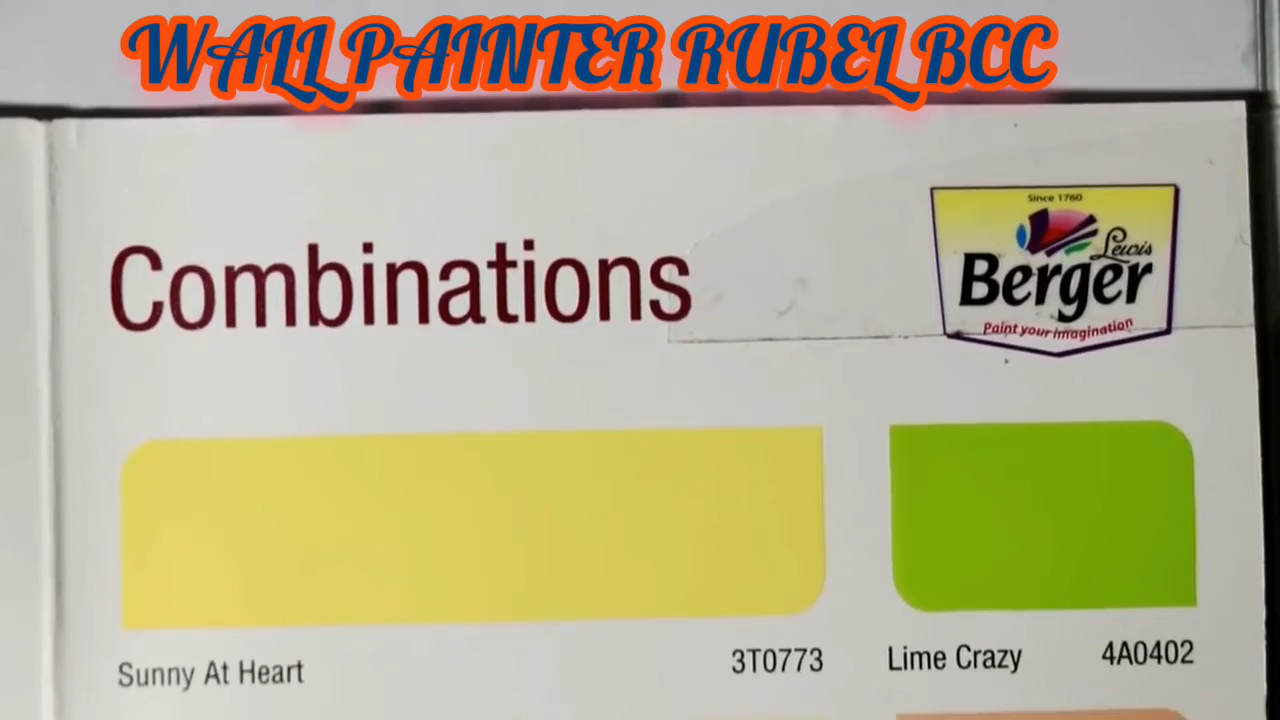 WALL PAINTER RUBEL BCC
Combinations
Since 1760
Lewis
Berger
Paint your imagination
Sunny At Heart 3T0773
Lime Crazy 4A0402